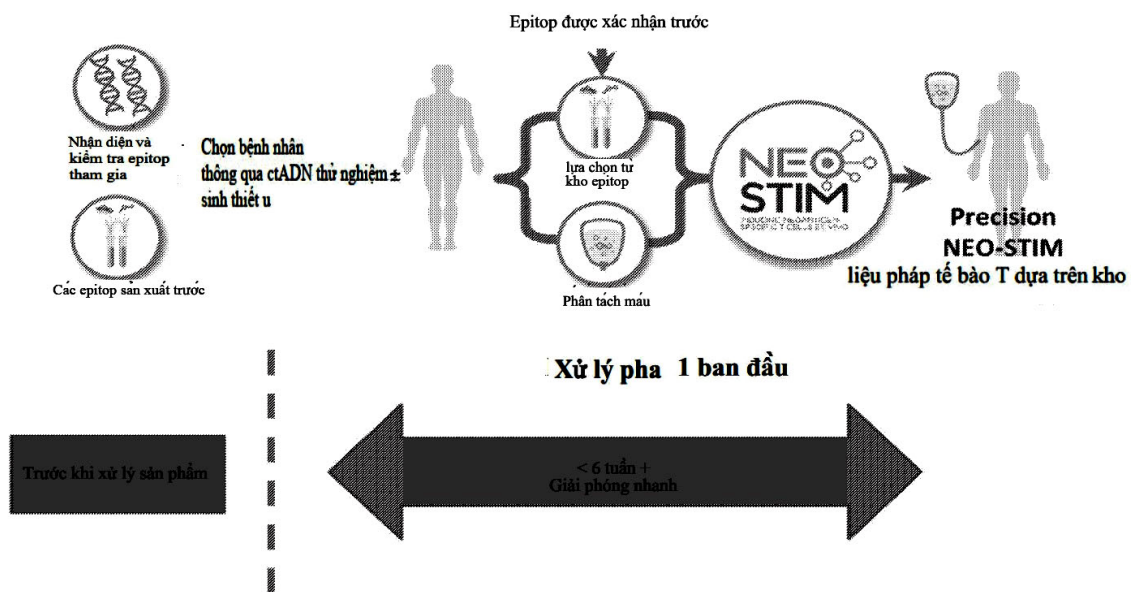 Epitop được xác nhận trước
Nhận diện và
kiểm tra epitop
tham gia
Các epitop sản xuất trước
Chọn bệnh nhân
thông qua ctADN thử nghiệm ±
sinh thiết u
lựa chọn từ
kho epitop
Phân tách máu
NEO
STIM
Precision
NEO-STIM
liệu pháp tế bào T dựa trên kho
Xử lý pha 1 ban đầu
Trước khi xử lý sản phẩm
< 6 tuần +
Giải phóng nhanh